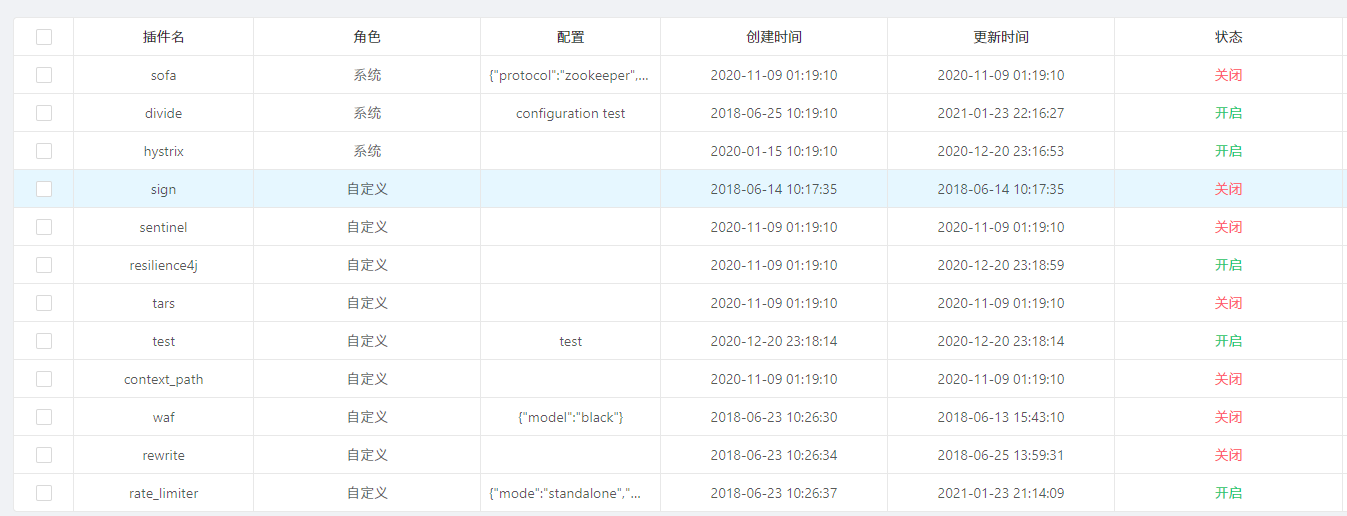 插件名 角色 配置 创建时间 更新时间 状态
sofa 系统 {"protocol":"zookeeper",... 2020-11-09 01:19:10 2020-11-09 01:19:10 关闭
divide 系统 configuration test 2018-06-25 10:19:10 2021-01-23 22:16:27 开启
hystrix 系统 2020-01-15 10:19:10 2020-12-20 23:16:53 开启
sign 自定义 2018-06-14 10:17:35 2018-06-14 10:17:35 关闭
sentinel 自定义 2020-11-09 01:19:10 2020-11-09 01:19:10 关闭
resilience4j 自定义 2020-11-09 01:19:10 2020-12-20 23:18:59 开启
tars 自定义 2020-11-09 01:19:10 2020-11-09 01:19:10 关闭
test 自定义 test 2020-12-20 23:18:14 2020-12-20 23:18:14 开启
context_path 自定义 2020-11-09 01:19:10 2020-11-09 01:19:10 关闭
waf 自定义 {"model":"black"} 2018-06-23 10:26:30 2018-06-13 15:43:10 关闭
rewrite 自定义 2018-06-23 10:26:34 2018-06-25 13:59:31 关闭
rate_limiter 自定义 {"mode":"standalone","... 2018-06-23 10:26:37 2021-01-23 21:14:09 开启